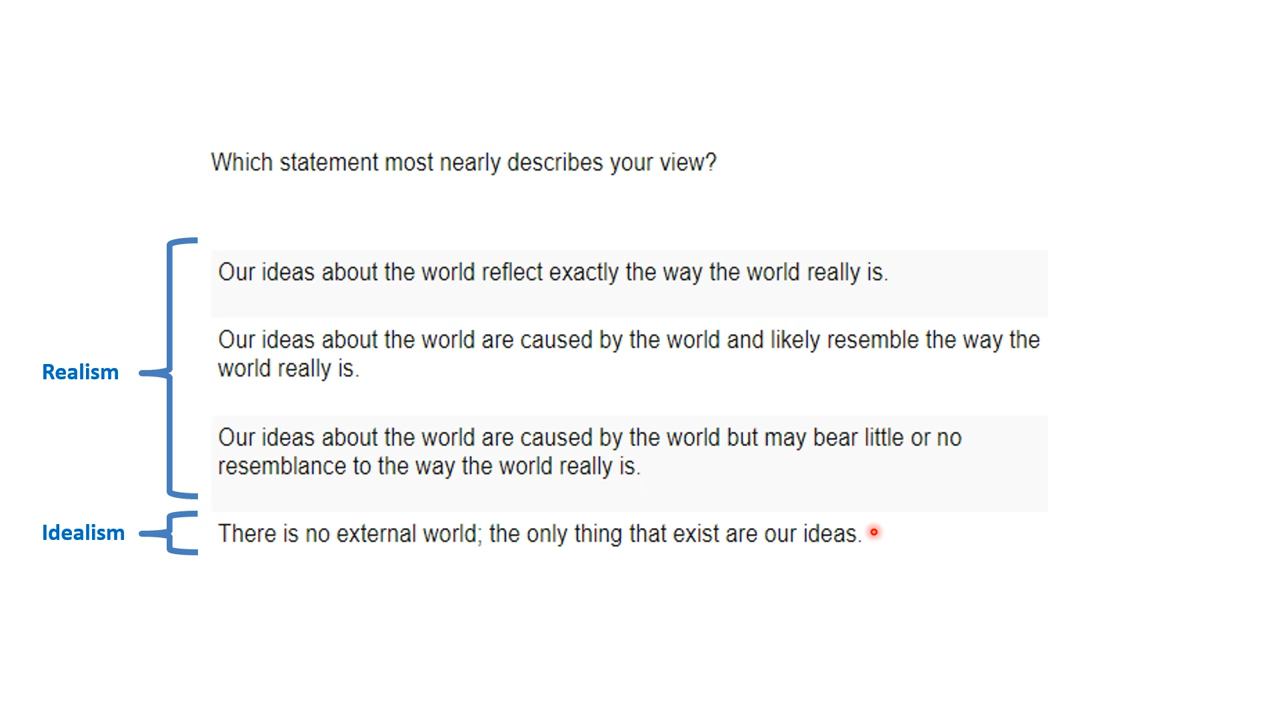 Which statement most nearly describes your view?
Our ideas about the world reflect exactly the way the world really is.
Our ideas about the world are caused by the world and likely resemble the way the
world really is.
Realism
Our ideas about the world are caused by the world but may bear little or no
resemblance to the way the world really is.
Idealism
There is no external world; the only thing that exist are our ideas.